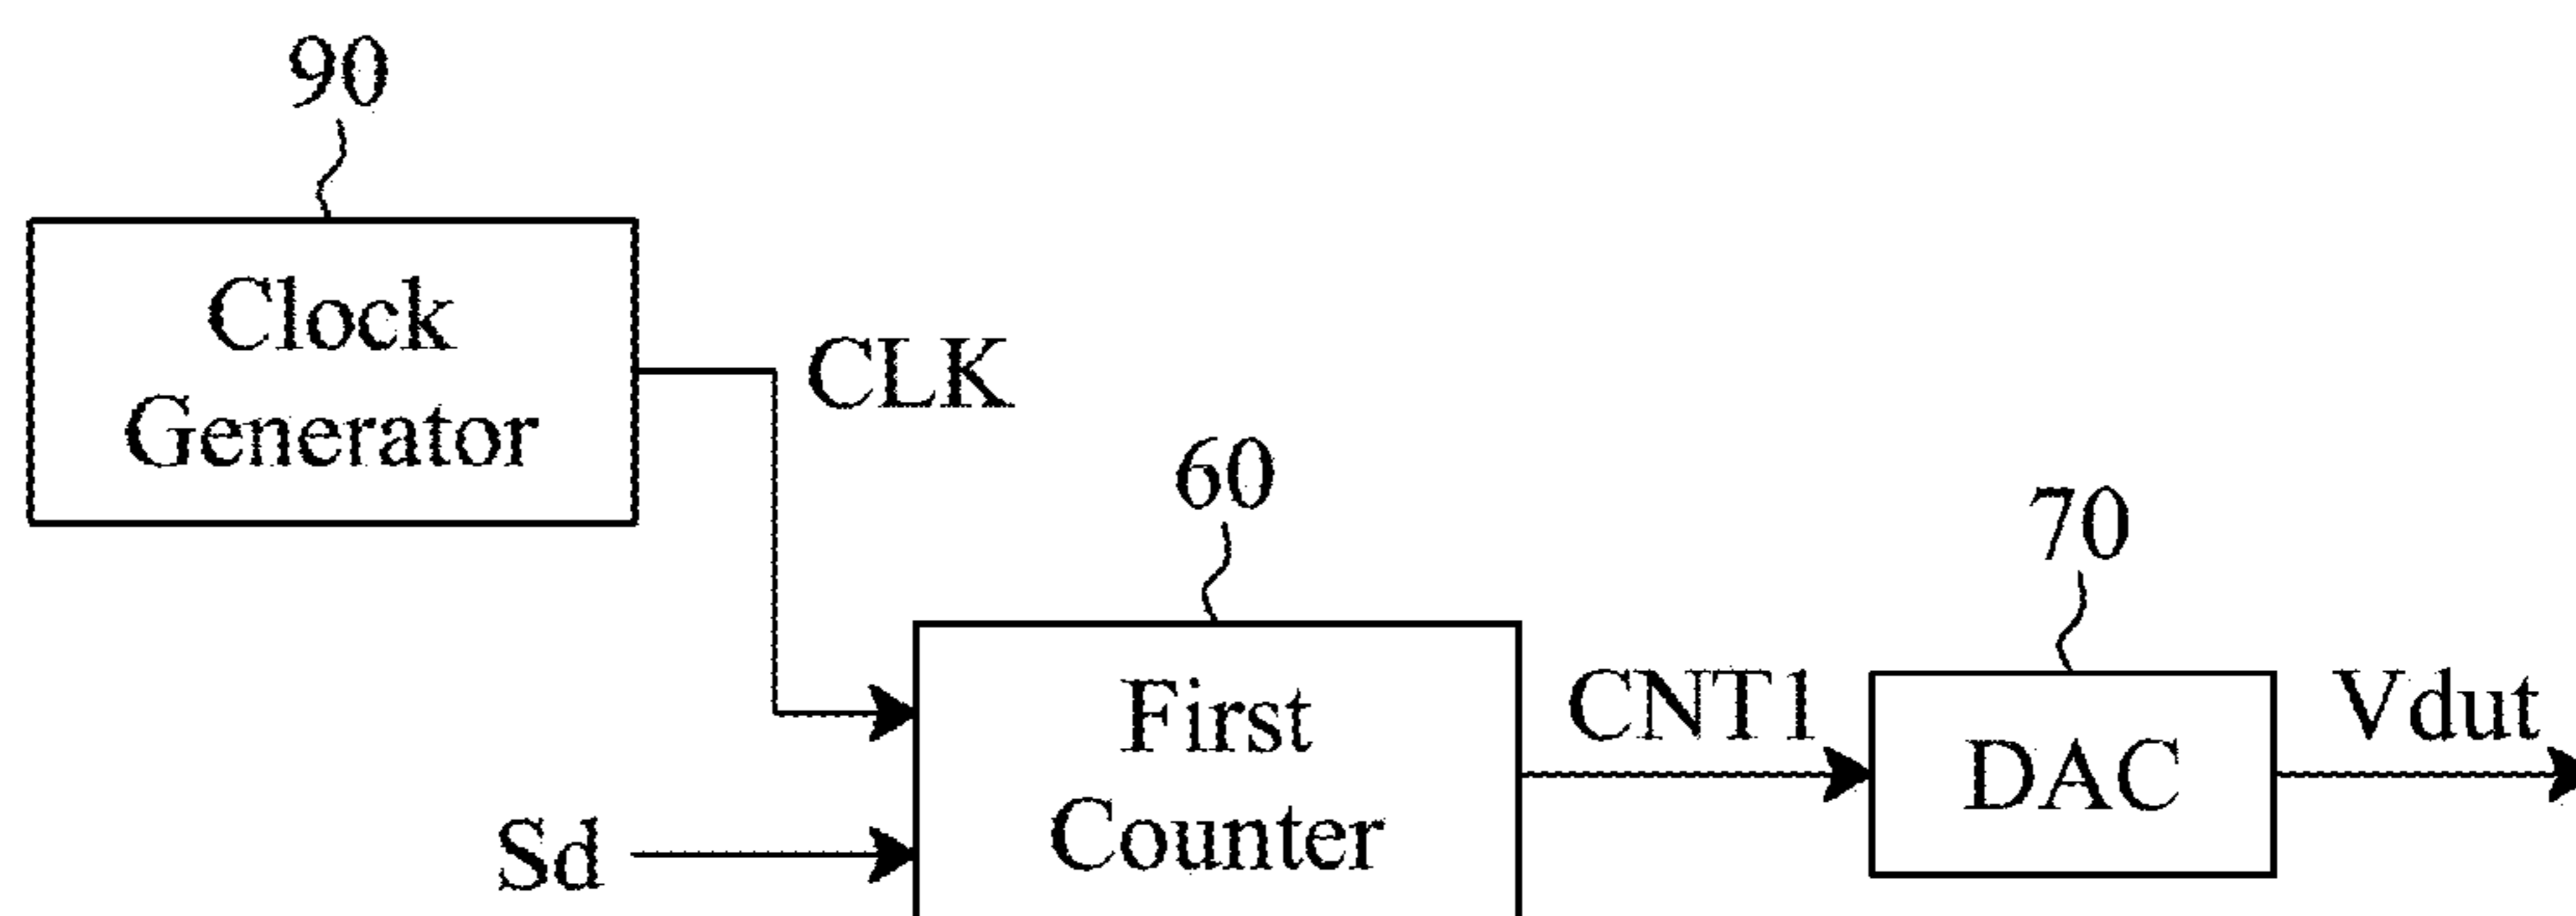 90
Clock
Generator
CLK
60
70
First
Counter
CNT1
DAC
Vdut
Sd